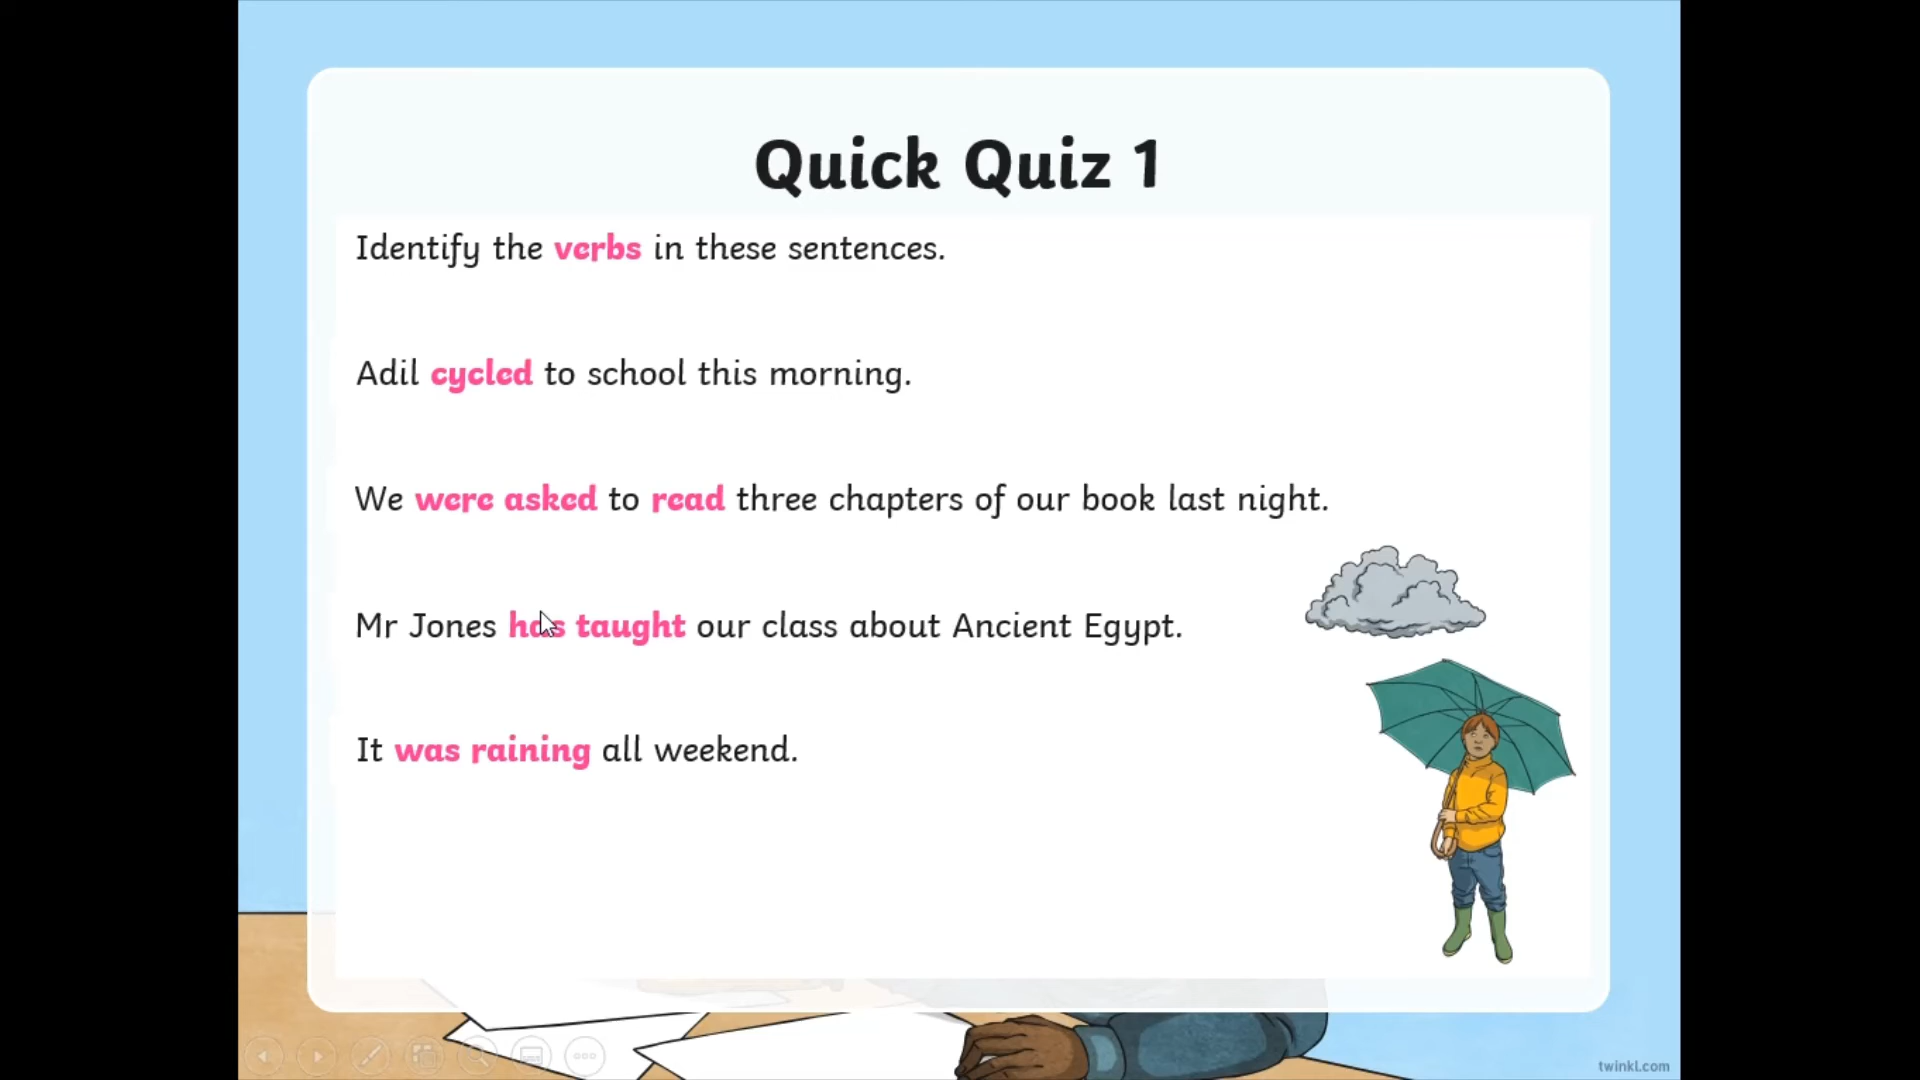 Quick Quiz 1
Identify the verbs in these sentences.
Adil cycled to school this morning.
We were asked to read three chapters of our book last night.
Mr Jones has taught our class about Ancient Egypt.
It was raining all weekend.
twinkl.com